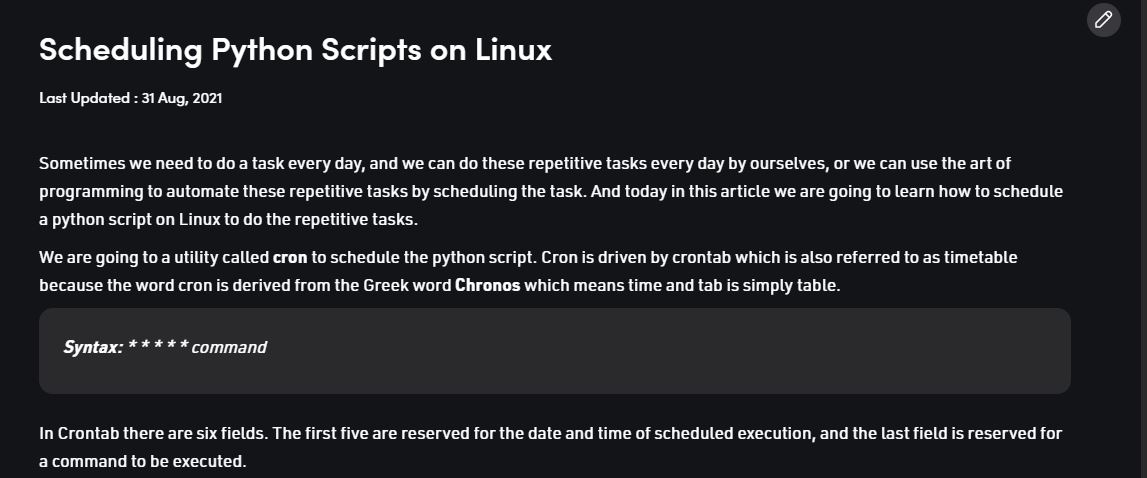 Scheduling Python Scripts on Linux
Last Updated : 31 Aug, 2021
Sometimes we need to do a task every day, and we can do these repetitive tasks every day by ourselves, or we can use the art of
programming to automate these repetitive tasks by scheduling the task. And today in this article we are going to learn how to schedule
a python script on Linux to do the repetitive tasks.
We are going to a utility called cron to schedule the python script. Cron is driven by crontab which is also referred to as timetable
because the word cron is derived from the Greek word Chronos which means time and tab is simply table.
Syntax: * * * * * command
In Crontab there are six fields. The first five are reserved for the date and time of scheduled execution, and the last field is reserved for
a command to be executed.